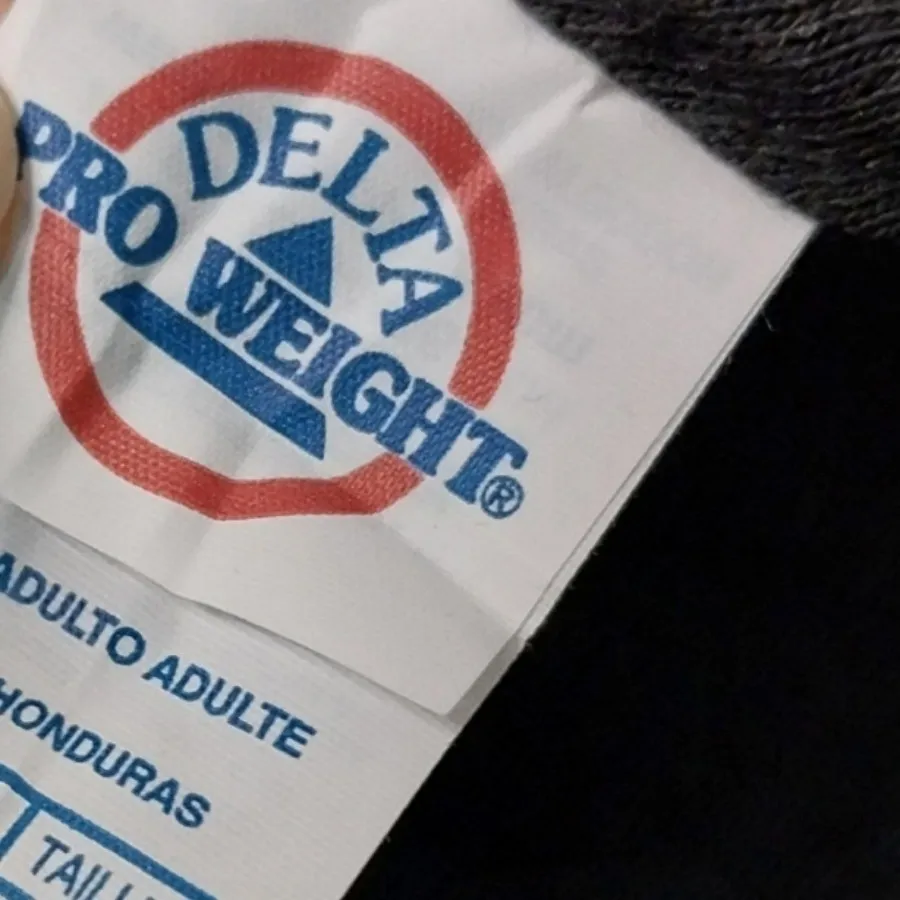 DELTA
PRO WEIGHT®
ADULTO ADULTE
HONDURAS